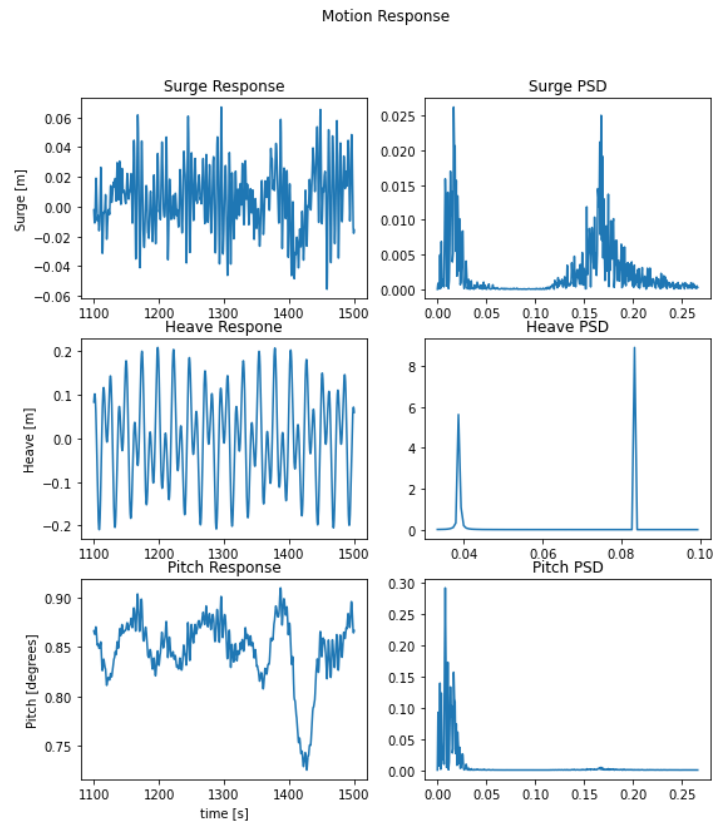 Motion Response
Surge Response
Surge PSD
Surge [m]
0.06
0.04
0.02
0.00
−0.02
−0.04
−0.06
1100 1200 1300 1400 1500
0.025
0.020
0.015
0.010
0.005
0.000
0.00 0.05 0.10 0.15 0.20 0.25
Heave Respone
Heave PSD
Heave [m]
0.2
0.1
0.0
−0.1
−0.2
1100 1200 1300 1400 1500
8
6
4
2
0
0.04 0.06 0.08 0.10
Pitch Response
Pitch PSD
Pitch [degrees]
0.90
0.85
0.80
0.75
1100 1200 1300 1400 1500
time [s]
0.30
0.25
0.20
0.15
0.10
0.05
0.00
0.00 0.05 0.10 0.15 0.20 0.25